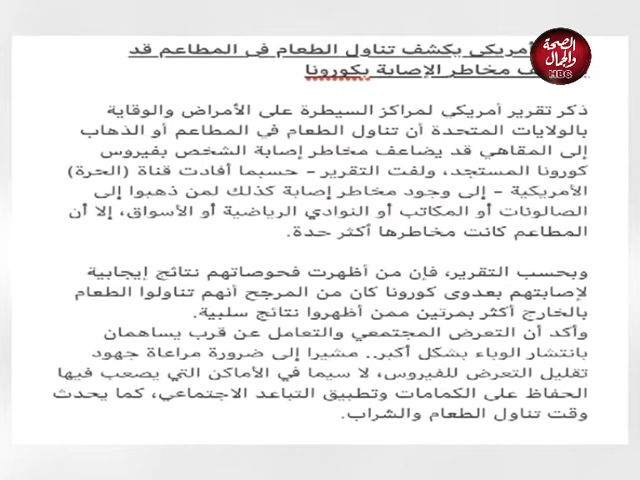 أمريكي يكشف تناول الطعام في المطاعم قد
مخاطر الإصابة بكورونا
الصحة
والجمال
HBC
ذكر تقرير أمريكي لمراكز السيطرة على الأمراض والوقاية
بالولايات المتحدة أن تناول الطعام في المطاعم أو الذهاب
إلى المقاهي قد يضاعف مخاطر إصابة الشخص بفيروس
كورونا المستجد، ولفت التقرير – حسبما أفادت قناة (الحرة)
الأمريكية – إلى وجود مخاطر إصابة كذلك لمن ذهبوا إلى
الصالونات أو المكاتب أو النوادي الرياضية أو الأسواق، إلا أن
المطاعم كانت مخاطرها أكثر حدة.
وبحسب التقرير، فإن من أظهرت فحوصاتهم نتائج إيجابية
لإصابتهم بعدوى كورونا كان من المرجح أنهم تناولوا الطعام
بالخارج أكثر بمرتين ممن أظهروا نتائج سلبية.
وأكد أن التعرض المجتمعي والتعامل عن قرب يساهمان
بانتشار الوباء بشكل أكبر.. مشيرا إلى ضرورة مراعاة جهود
تقليل التعرض للفيروس، لا سيما في الأماكن التي يصعب فيها
الحفاظ على الكمامات وتطبيق التباعد الاجتماعي، كما يحدث
وقت تناول الطعام والشراب.